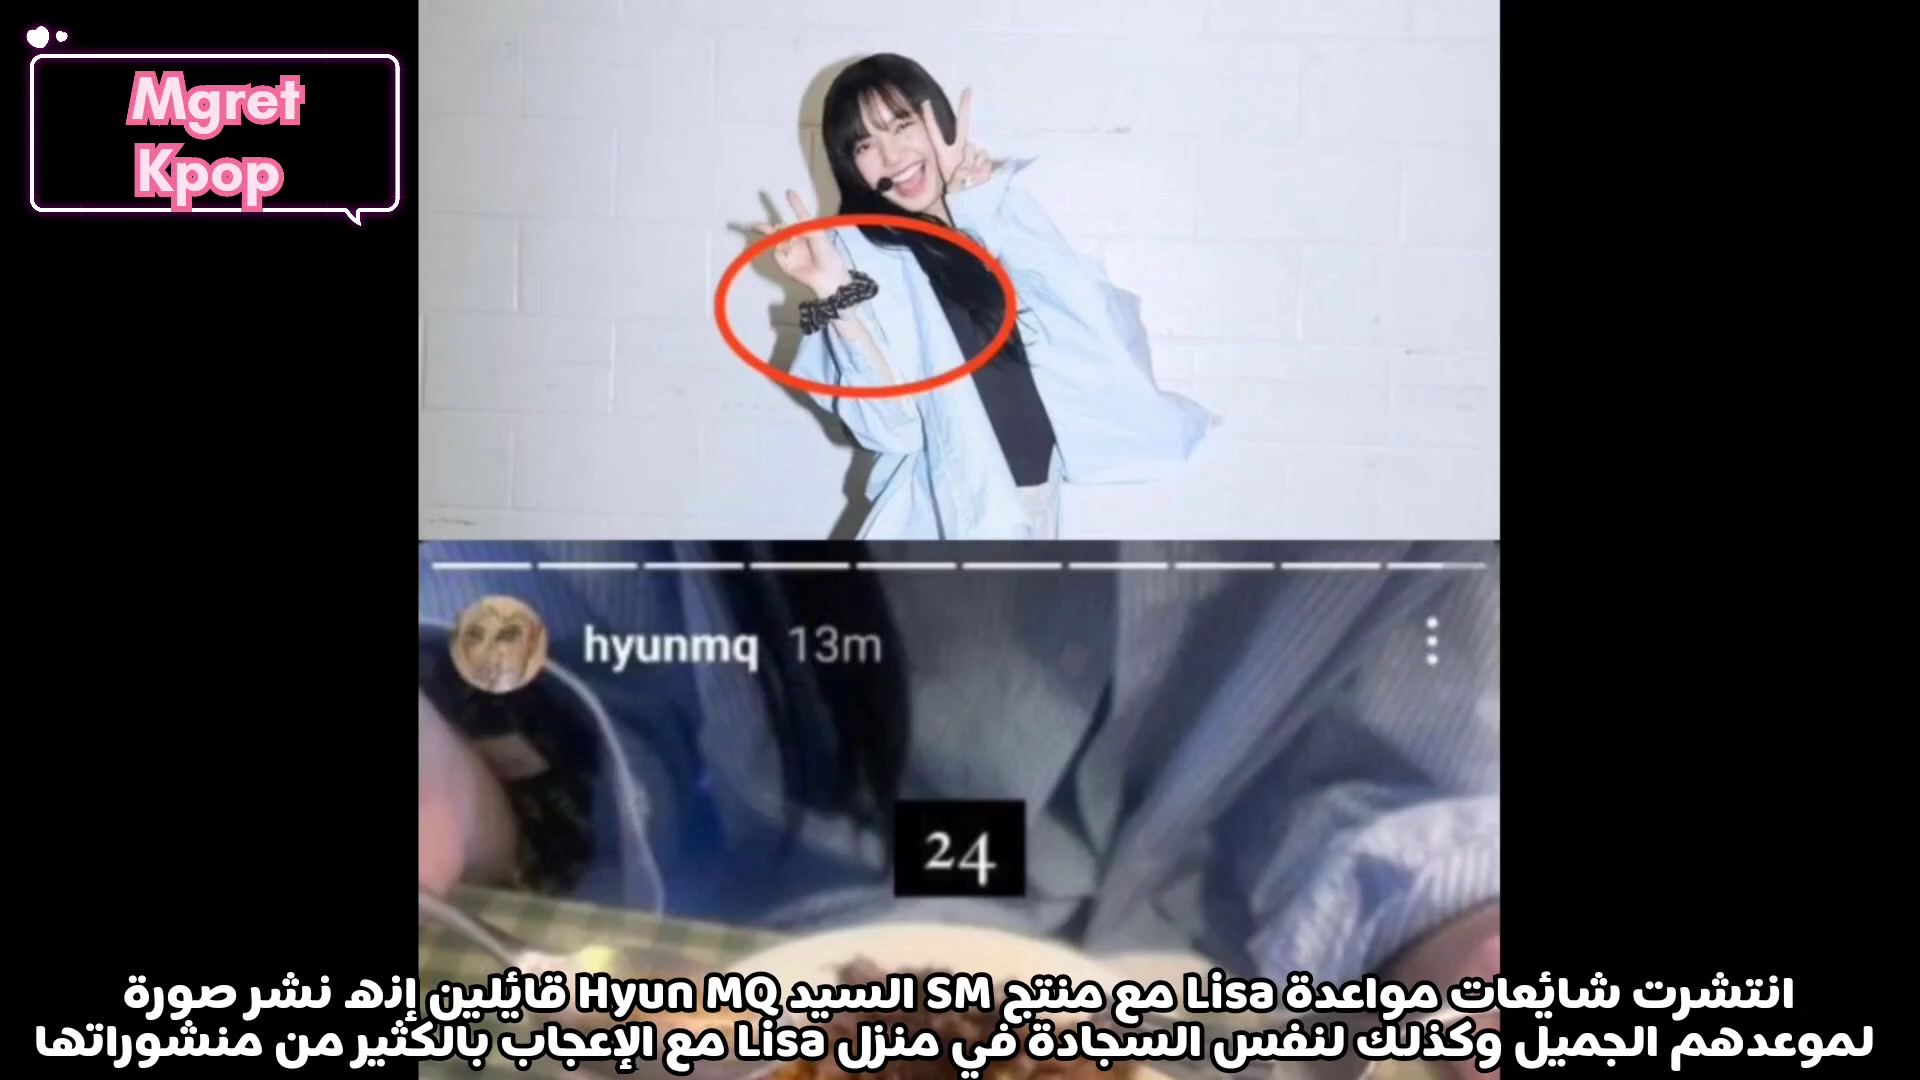 Mgret
Kpop
hyunmq 13m
24
انتشرت شائعات مواعدة Lisa مع منتج SM السيد Hyun MQ قائلين إنه نشر صورة
لموعدهم الجميل وكذلك لنفس السجادة في منزل Lisa مع الإعجاب بالكثير من منشوراتها